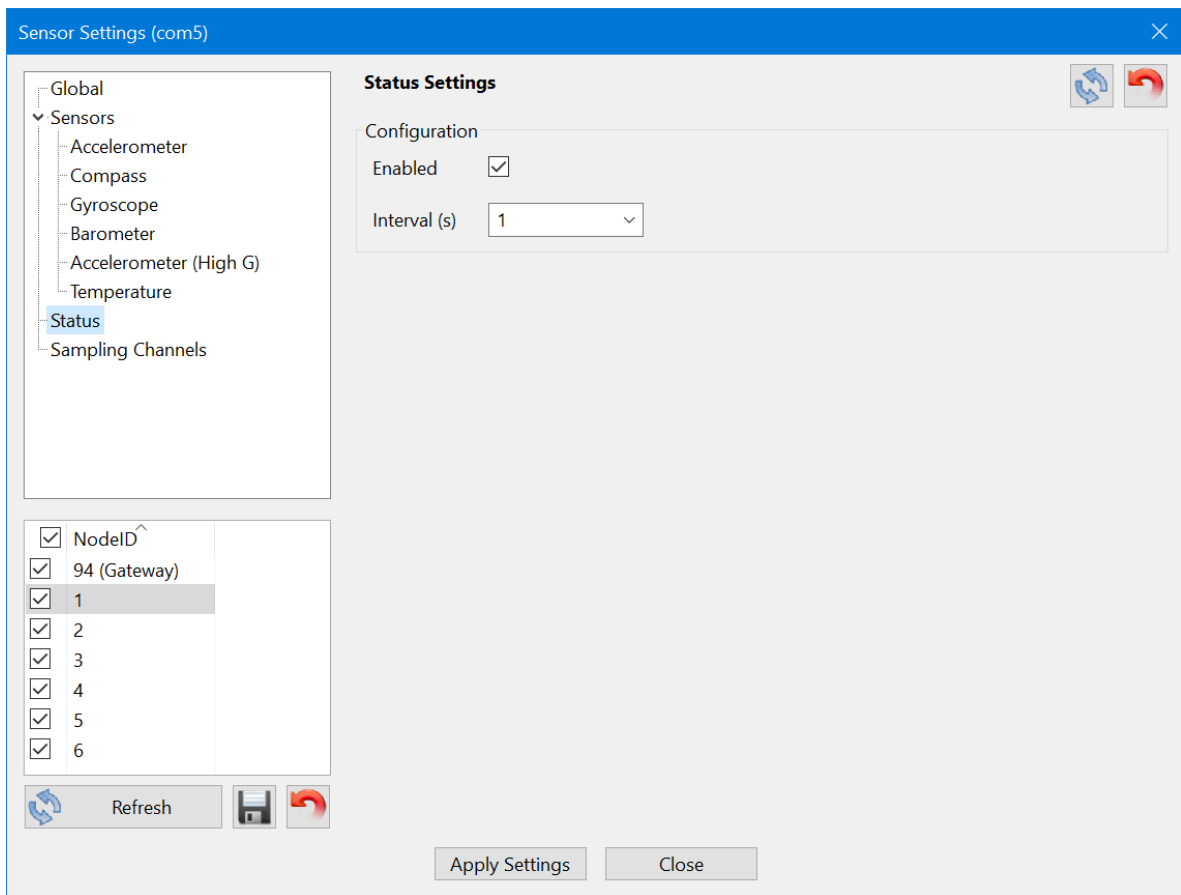 Sensor Settings (com5)
Global
Sensors
Accelerometer
Compass
Gyroscope
Barometer
Accelerometer (High G)
Temperature
Status
Sampling Channels
NodeID
94 (Gateway)
1
2
3
4
5
6
Refresh
Status Settings
Configuration
Enabled
Interval (s) 1
Apply Settings Close